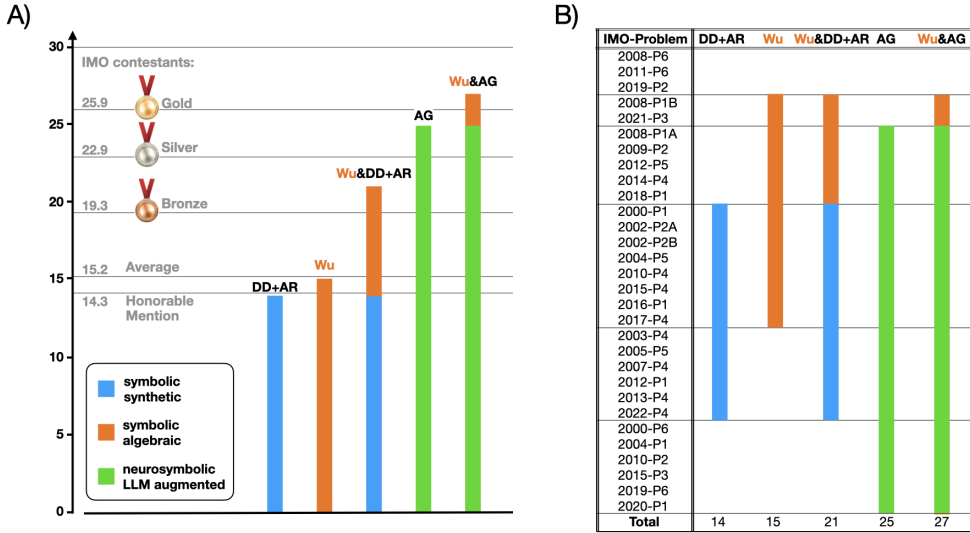 A)
30
25
20
15
10
5
0
IMO contestants:
25.9 Gold
22.9 Silver
19.3 Bronze
15.2 Average
14.3 Honorable
Mention
DD+AR
Wu
Wu&DD+AR
AG
Wu&AG
symbolic
synthetic
symbolic
algebraic
neurosymbolic
LLM augmented
B)
IMO-Problem DD+AR Wu Wu&DD+AR AG Wu&AG
2008-P6
2011-P6
2019-P2
2008-P1B
2021-P3
2008-P1A
2009-P2
2012-P5
2014-P4
2018-P1
2000-P1
2002-P2A
2002-P2B
2004-P5
2010-P4
2015-P4
2016-P1
2017-P4
2003-P4
2005-P5
2007-P4
2012-P1
2013-P4
2022-P4
2000-P6
2004-P1
2010-P2
2015-P3
2019-P6
2020-P1
Total 14 15 21 25 27